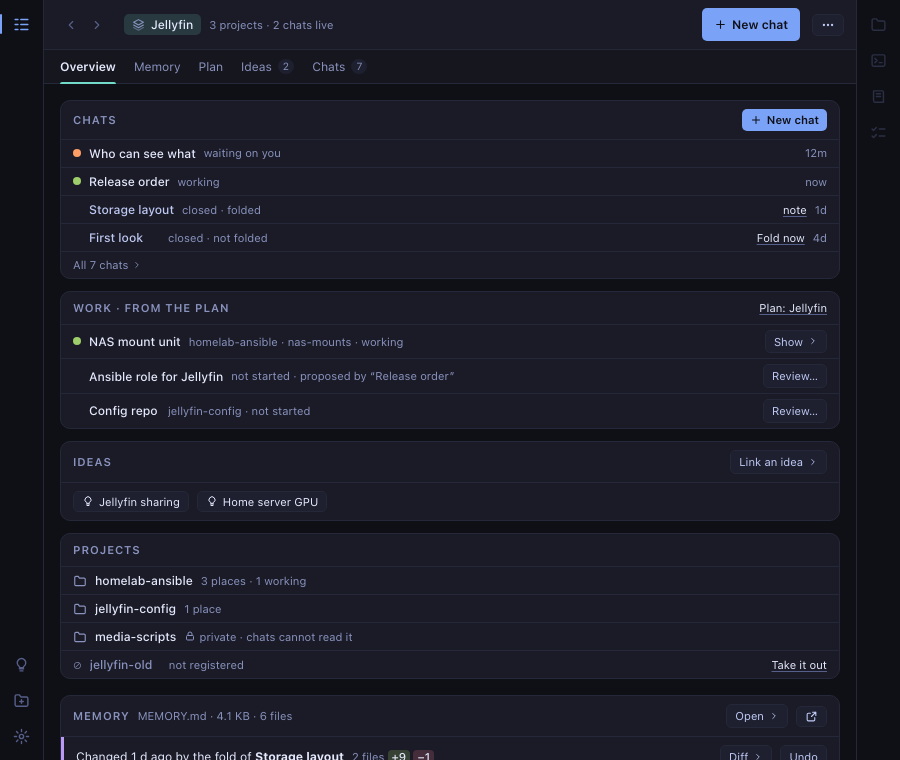 Jellyfin 3 projects · 2 chats live + New chat ...
Overview Memory Plan Ideas 2 Chats 7
CHATS + New chat
Who can see what waiting on you 12m
Release order working now
Storage layout closed · folded note 1d
First look closed · not folded Fold now 4d
All 7 chats >
WORK · FROM THE PLAN Plan: Jellyfin
NAS mount unit homelab-ansible · nas-mounts · working Show >
Ansible role for Jellyfin not started · proposed by “Release order” Review...
Config repo jellyfin-config · not started Review...
IDEAS Link an idea >
Jellyfin sharing Home server GPU
PROJECTS
homelab-ansible 3 places · 1 working
jellyfin-config 1 place
media-scripts private · chats cannot read it
jellyfin-old not registered Take it out
MEMORY MEMORY.md · 4.1 KB · 6 files Open >
Changed 1 d ago by the fold of Storage layout 2 files +9 −1 Diff > Undo